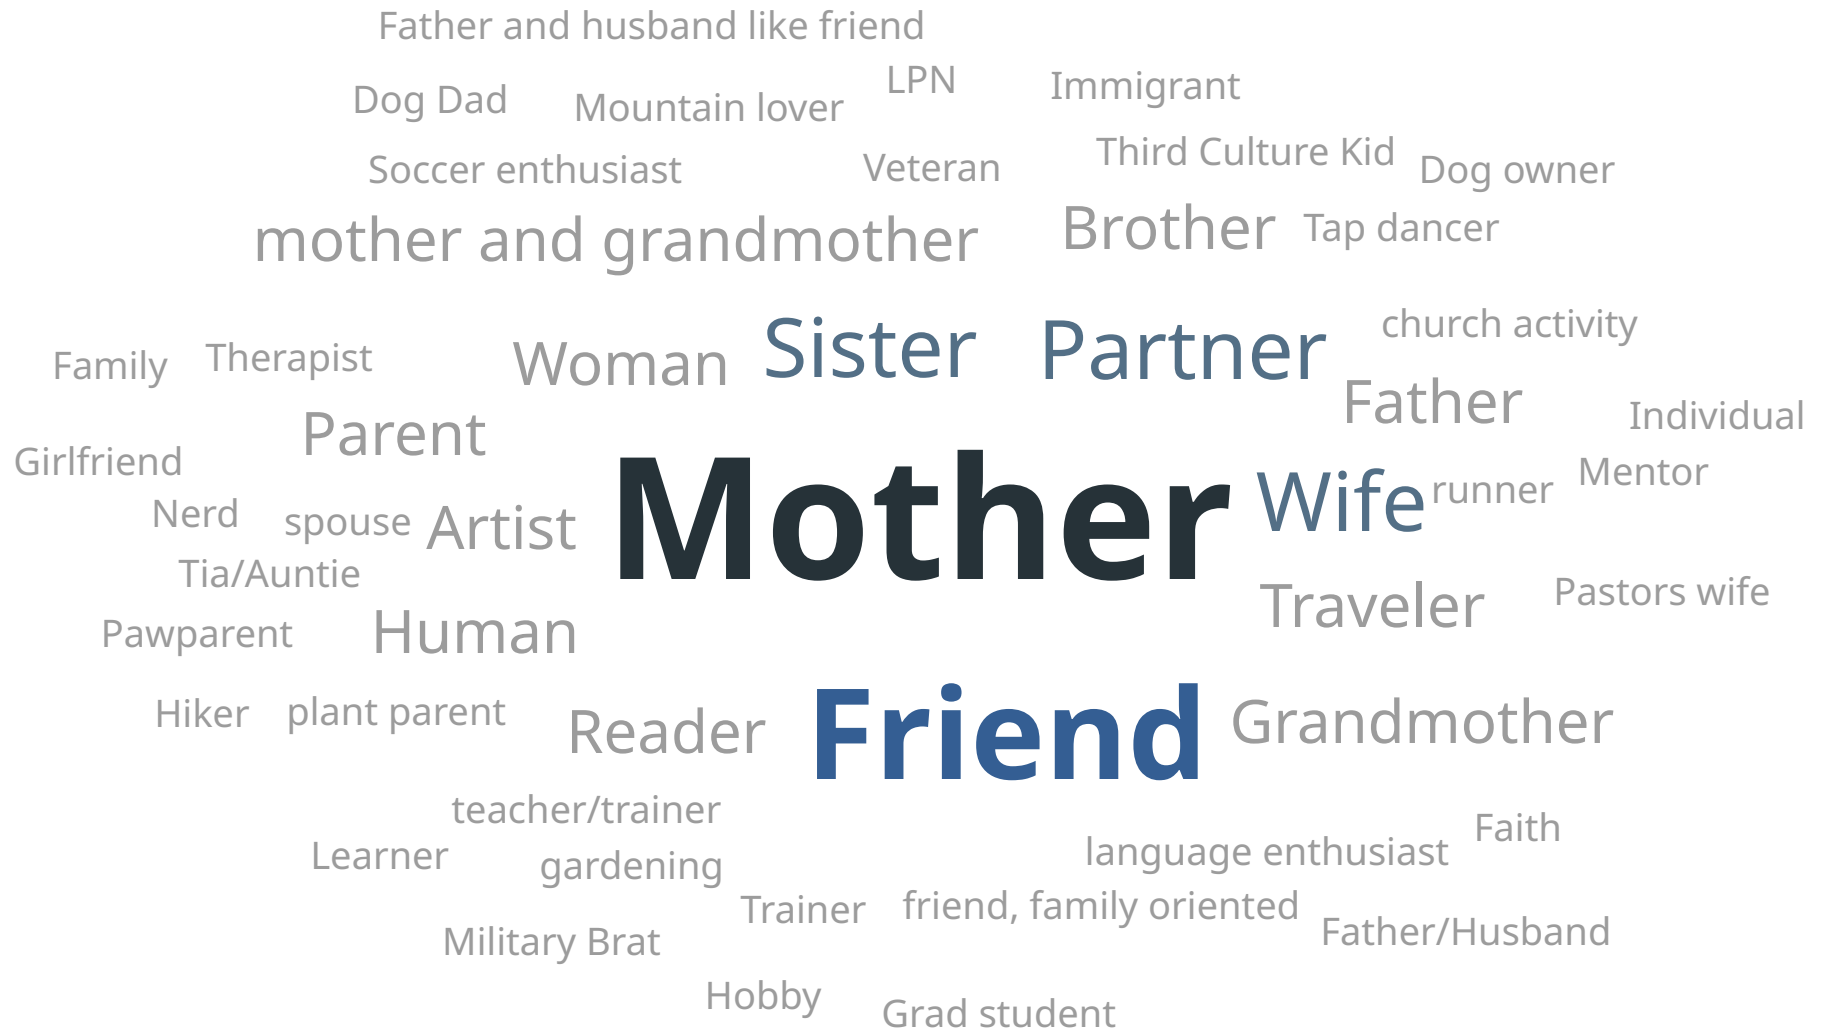 Father and husband like friend
LPN
Immigrant
Dog Dad
Mountain lover
Third Culture Kid
Soccer enthusiast
Veteran
Dog owner
mother and grandmother
Brother
Tap dancer
Sister
Partner
church activity
Family
Therapist
Woman
Father
Individual
Parent
Girlfriend
Mother
Wife
runner
Mentor
Nerd
spouse
Artist
Tia/Auntie
Traveler
Pastors wife
Pawparent
Human
Hiker
plant parent
Reader
Friend
Grandmother
teacher/trainer
Faith
Learner
gardening
language enthusiast
Trainer
friend, family oriented
Father/Husband
Military Brat
Hobby
Grad student